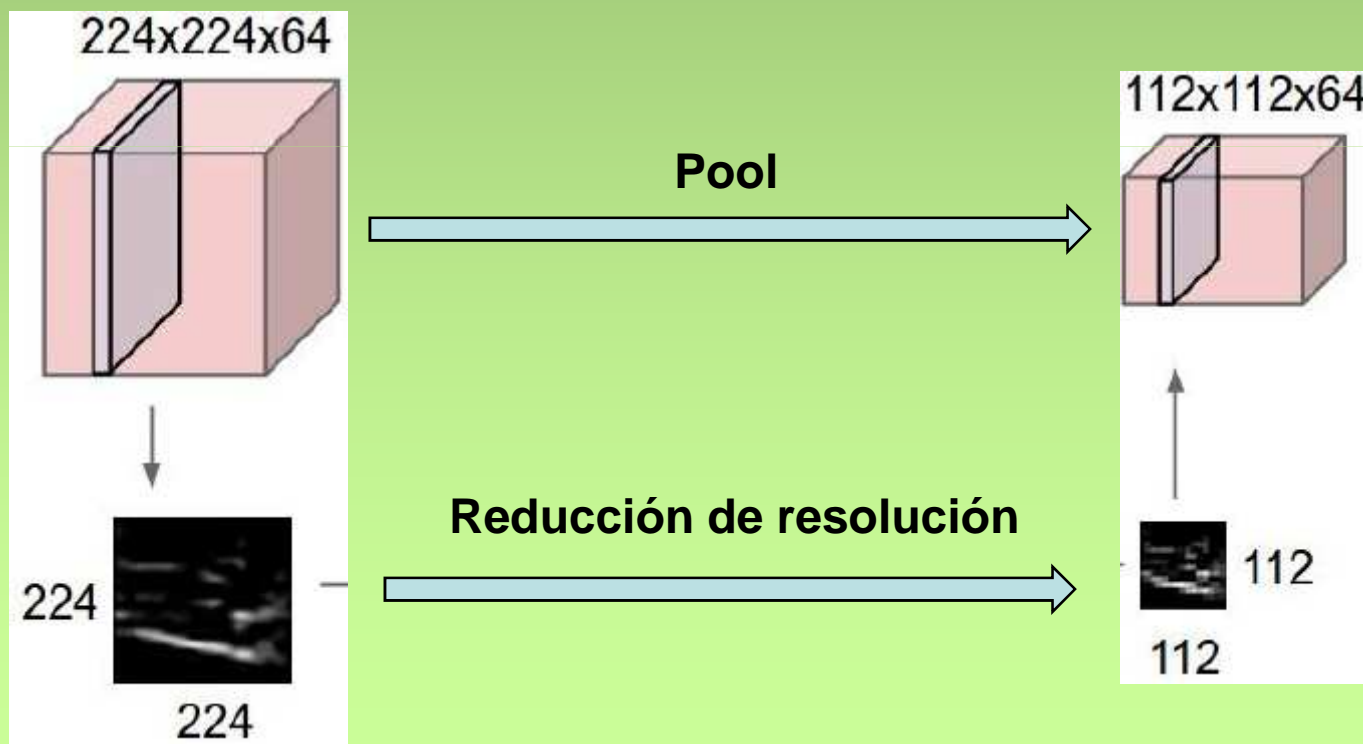 224x224x64
112x112x64
Pool
Reducción de resolución
224
224
112
112